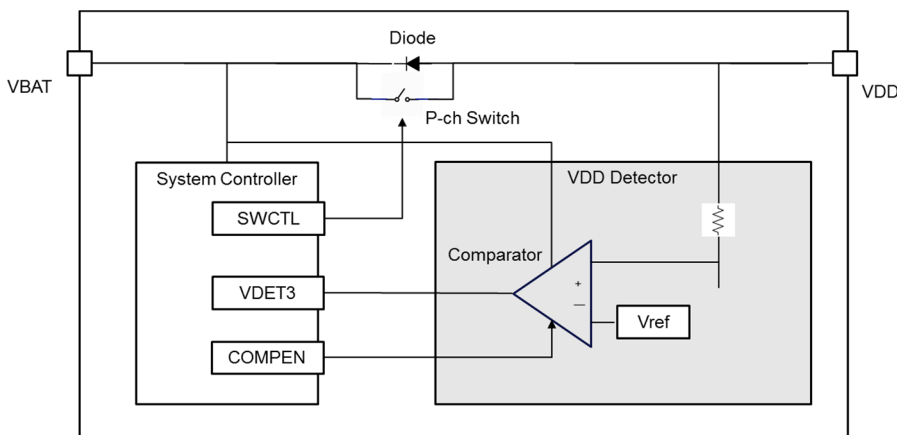 Diode
VBAT
VDD
P-ch Switch
System Controller
VDD Detector
SWCTL
Comparator
VDET3
+
—
Vref
COMPEN